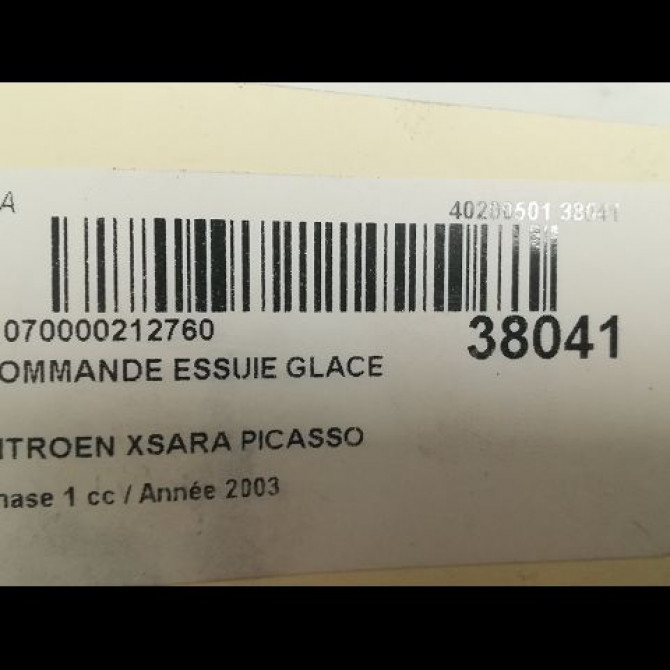 A 40200501 38041
070000212760 38041
OMMANDE ESSUIE GLACE
ITROEN XSARA PICASSO
hase 1 cc / Année 2003